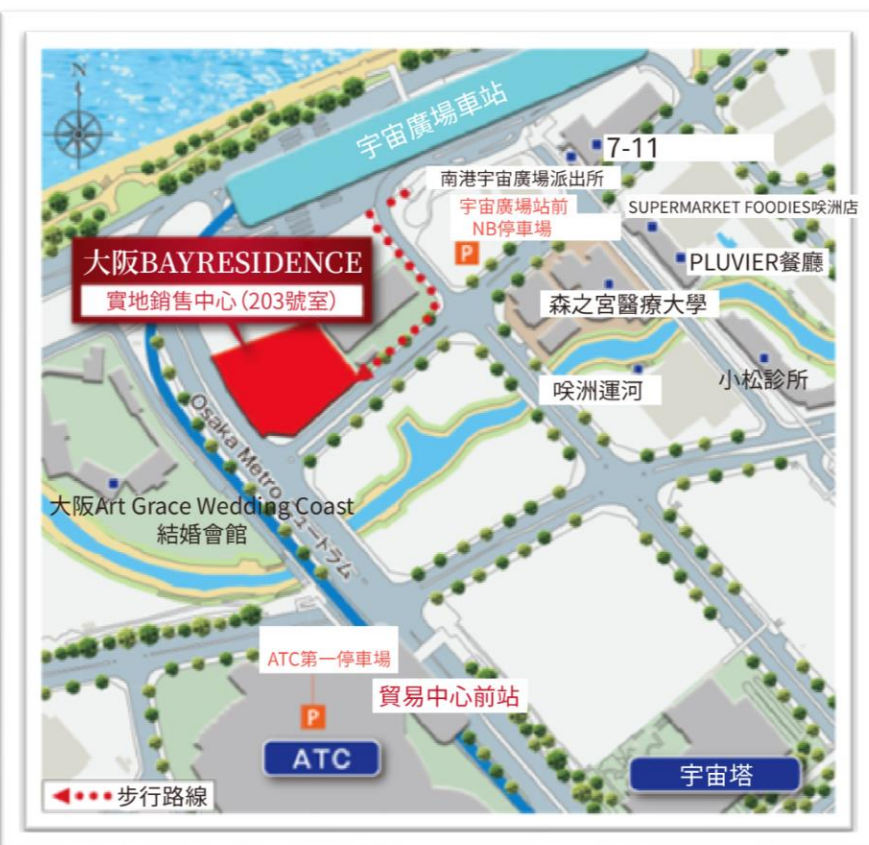 N
宇宙廣場車站
7-11
南港宇宙廣場派出所
宇宙廣場站前
NB停車場
P
SUPERMARKET FOODIES咲洲店
PLUVIER餐廳
大阪BAYRESIDENCE
實地銷售中心(203號室)
森之宮醫療大學
咲洲運河
小松診所
Osaka Metro ニュートラム
大阪Art Grace Wedding Coast
結婚會館
ATC第一停車場
P
貿易中心前站
ATC
宇宙塔
步行路線